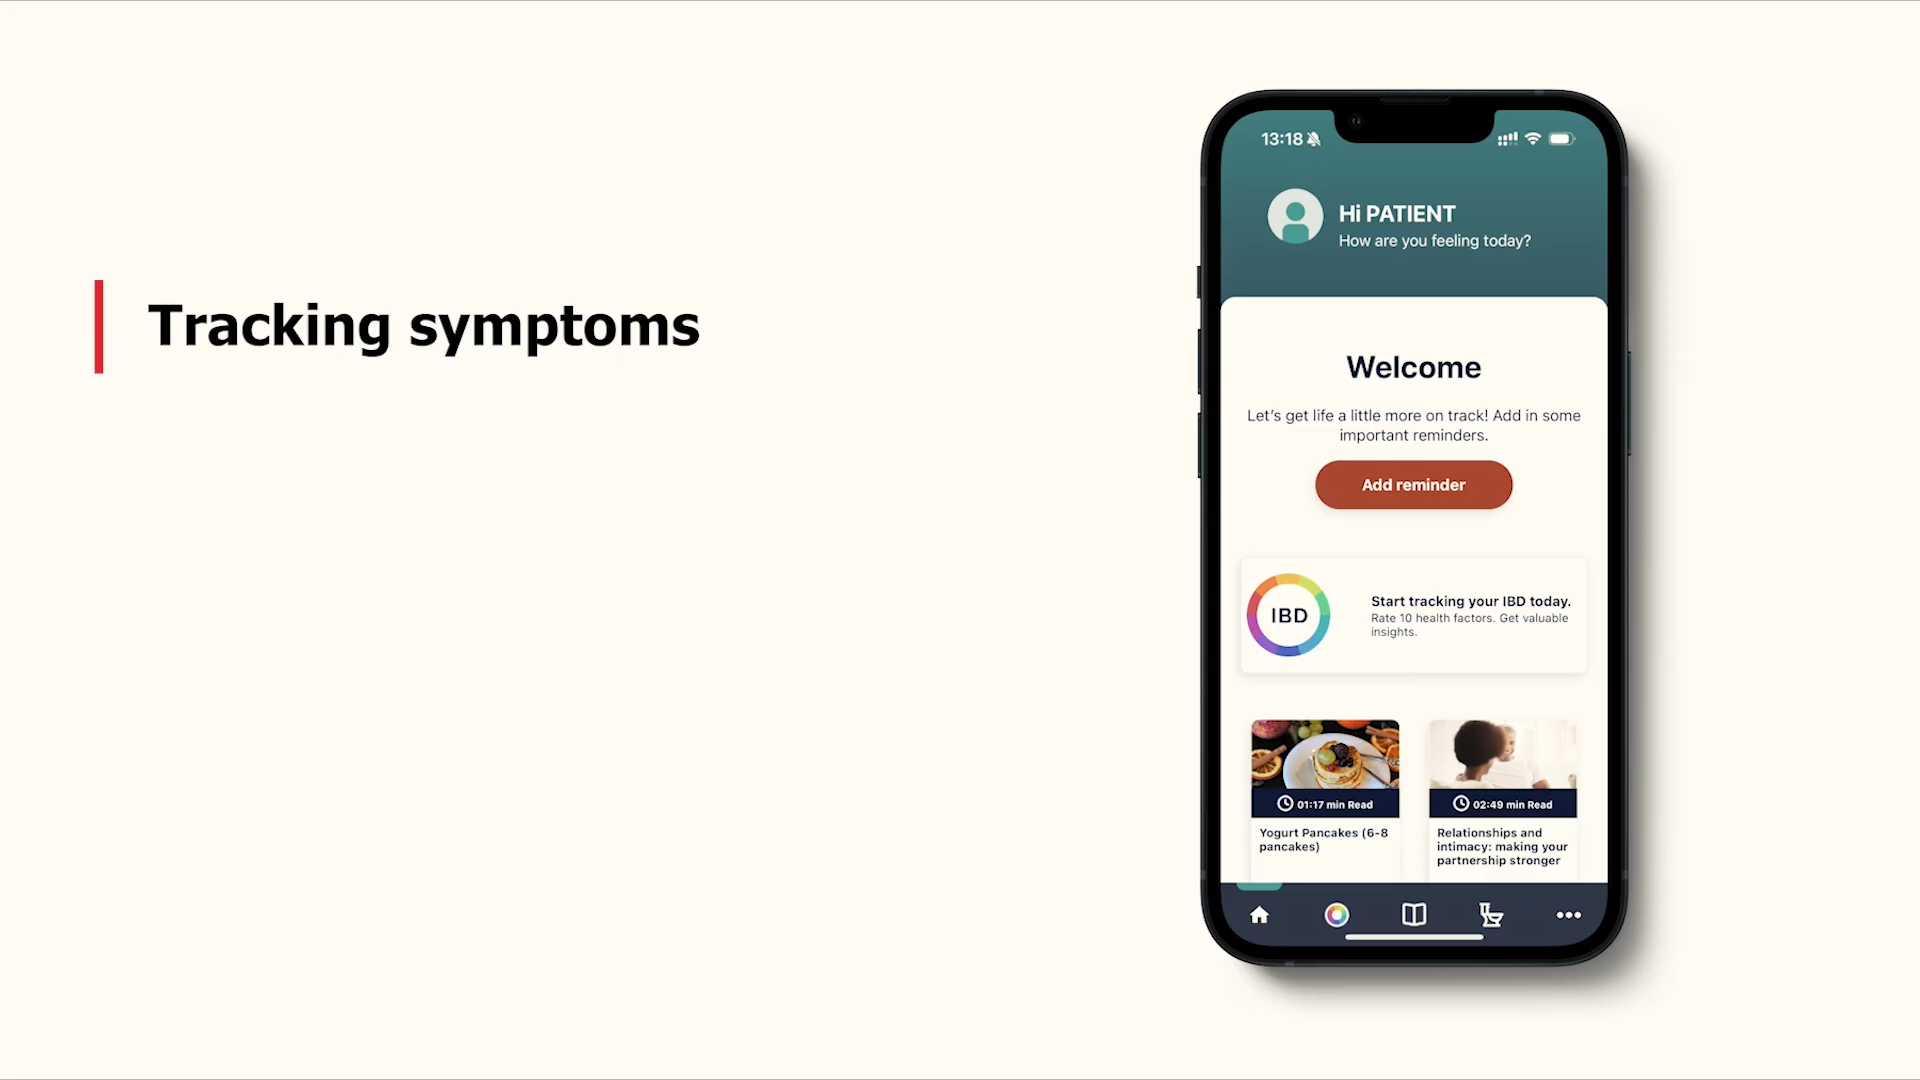 Tracking symptoms
13:18
Hi PATIENT
How are you feeling today?
Welcome
Let's get life a little more on track! Add in some
important reminders.
Add reminder
IBD
Start tracking your IBD today.
Rate 10 health factors. Get valuable
insights.
01:17 min Read
Yogurt Pancakes (6-8
pancakes)
02:49 min Read
Relationships and
intimacy: making your
partnership stronger